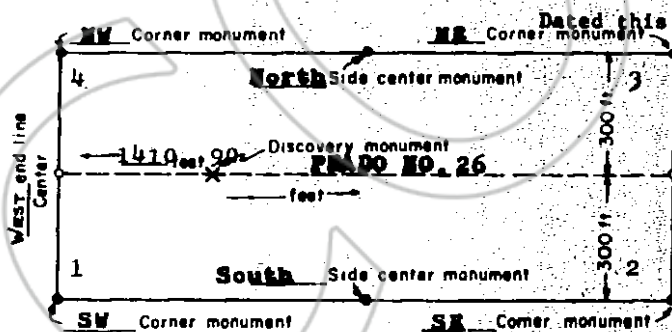 Dated this
NW Corner monument NE Corner monument
4 North Side center monument 3
300 ft
1410 feet 90 Discovery monument
NO. 26
WEST end line
Center
feet
300 ft
1 South Side center monument 2
SW Corner monument SE Corner monument